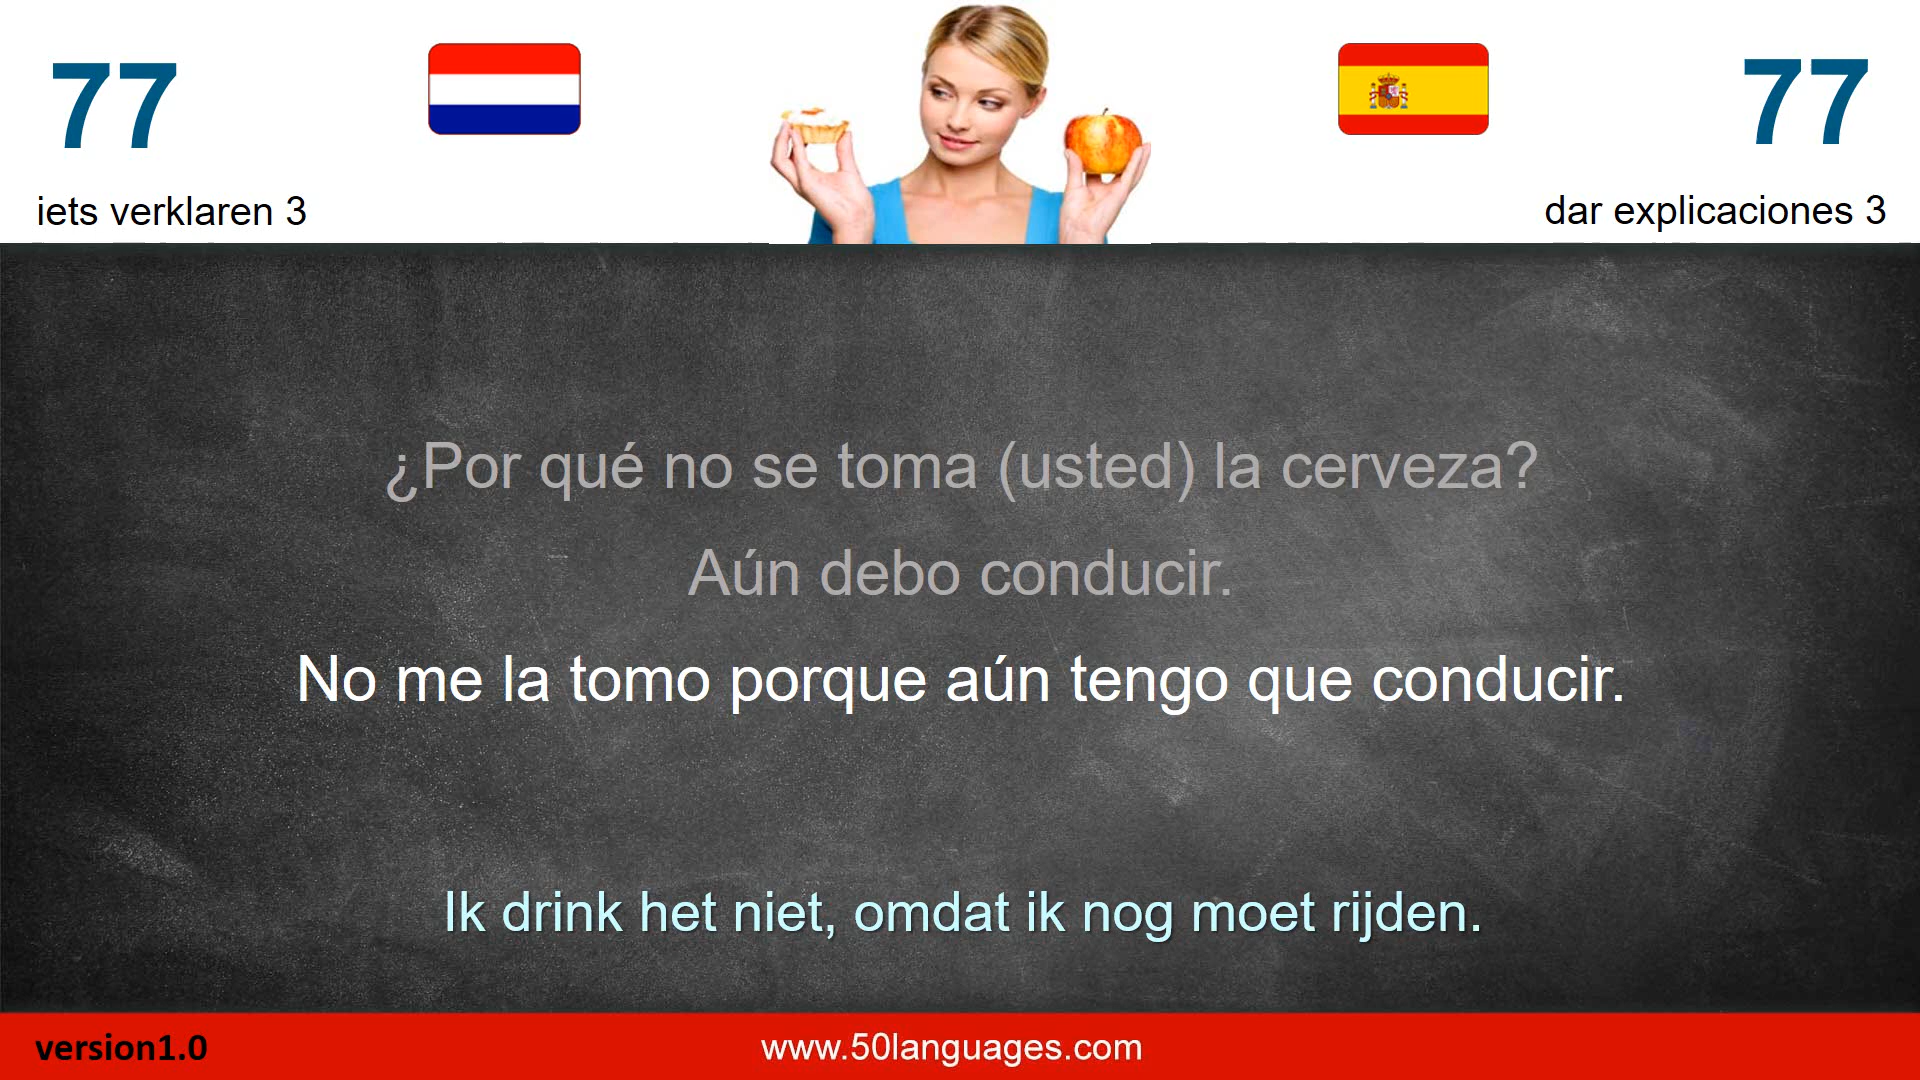 77
77
iets verklaren 3
dar explicaciones 3
¿Por qué no se toma (usted) la cerveza?
Aún debo conducir.
No me la tomo porque aún tengo que conducir.
Ik drink het niet, omdat ik nog moet rijden.
version1.0
www.50languages.com